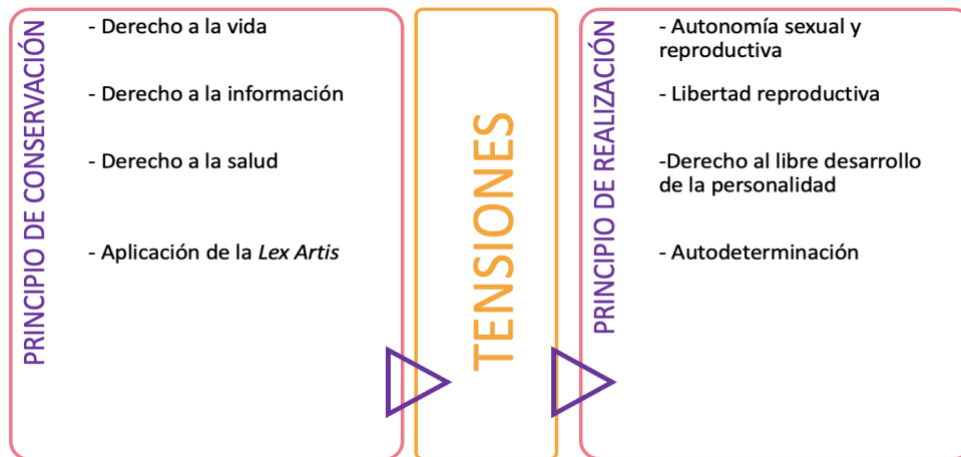 PRINCIPIO DE CONSERVACIÓN
- Derecho a la vida
- Derecho a la información
- Derecho a la salud
- Aplicación de la Lex Artis
TENSIONES
PRINCIPIO DE REALIZACIÓN
- Autonomía sexual y
reproductiva
- Libertad reproductiva
-Derecho al libre desarrollo
de la personalidad
- Autodeterminación